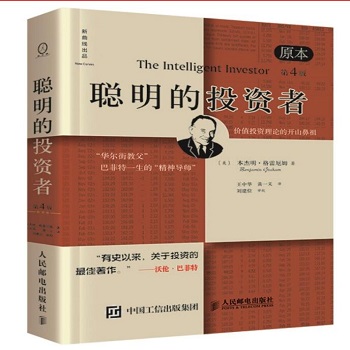 新曲线出品
New Curves
原本
第4版
The Intelligent Investor
聪明的投资者
价值投资理论的开山鼻祖
[美] 本杰明·格雷厄姆 著
Benjamin Graham
王中华 黄一义 译
“华尔街教父”
巴菲特一生的“精神导师”
“有史以来，关于投资的
最佳著作。”——沃伦·巴菲特
中国工信出版集团
人民邮电出版社
聪明的投资者
第4版
人民邮电出版社